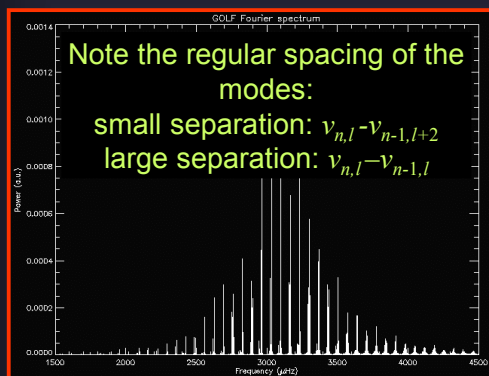 GOLF Fourier spectrum
Note the regular spacing of the
modes:
small separation: νn,l -νn-1,l+2
large separation: νn,l–νn-1,l
Power (a.u.)
0.0014
0.0012
0.0010
0.0008
0.0006
0.0004
0.0002
0.0000
1500 2000 2500 3000 3500 4000 4500
Frequency (μHz)